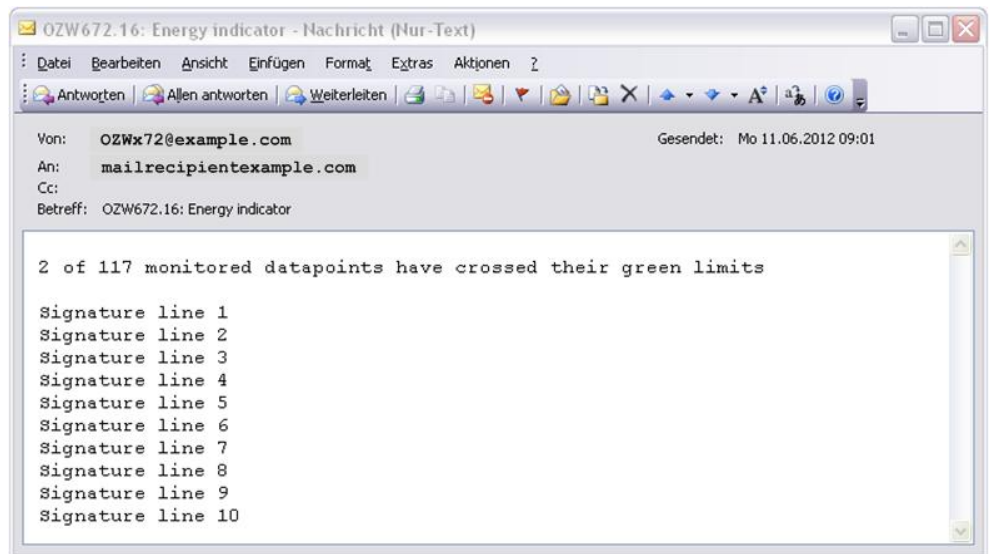 OZW672.16: Energy indicator - Nachricht (Nur-Text)
Datei Bearbeiten Ansicht Einfügen Format Extras Aktionen ?
Antworten Allen antworten Weiterleiten
Von: OZWx72@example.com Gesendet: Mo 11.06.2012 09:01
An: mailrecipientexample.com
Cc:
Betreff: OZW672.16: Energy indicator
2 of 117 monitored datapoints have crossed their green limits
Signature line 1
Signature line 2
Signature line 3
Signature line 4
Signature line 5
Signature line 6
Signature line 7
Signature line 8
Signature line 9
Signature line 10